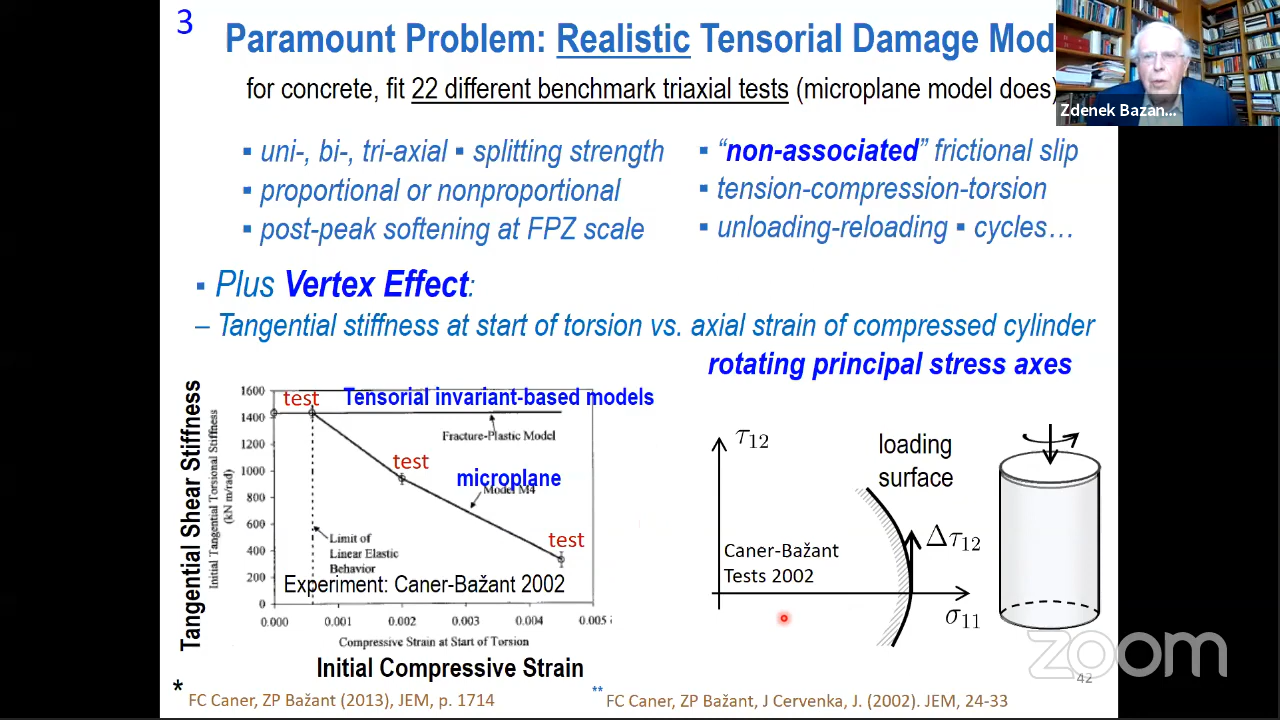 3
Paramount Problem: Realistic Tensorial Damage Mod
for concrete, fit 22 different benchmark triaxial tests (microplane model does)
Zdenek Bazan...
▪ uni-, bi-, tri-axial ▪ splitting strength
▪ proportional or nonproportional
▪ post-peak softening at FPZ scale
▪ “non-associated” frictional slip
▪ tension-compression-torsion
▪ unloading-reloading ▪ cycles…
▪ Plus Vertex Effect:
– Tangential stiffness at start of torsion vs. axial strain of compressed cylinder
rotating principal stress axes
Tangential Shear Stiffness
Initial Tangential Torsional Stiffness
(kN m/rad)
1600
1400
1200
1000
800
600
400
200
0
test
Tensorial invariant-based models
Fracture-Plastic Model
test
microplane
Model M4
test
Limit of
Linear Elastic
Behavior
Experiment: Caner-Bažant 2002
0.000 0.001 0.002 0.003 0.004 0.005
Compressive Strain at Start of Torsion
Initial Compressive Strain
τ12
loading
surface
Δτ12
Caner-Bažant
Tests 2002
σ11
zoom
42
* FC Caner, ZP Bažant (2013), JEM, p. 1714
** FC Caner, ZP Bažant, J Cervenka, J. (2002). JEM, 24-33